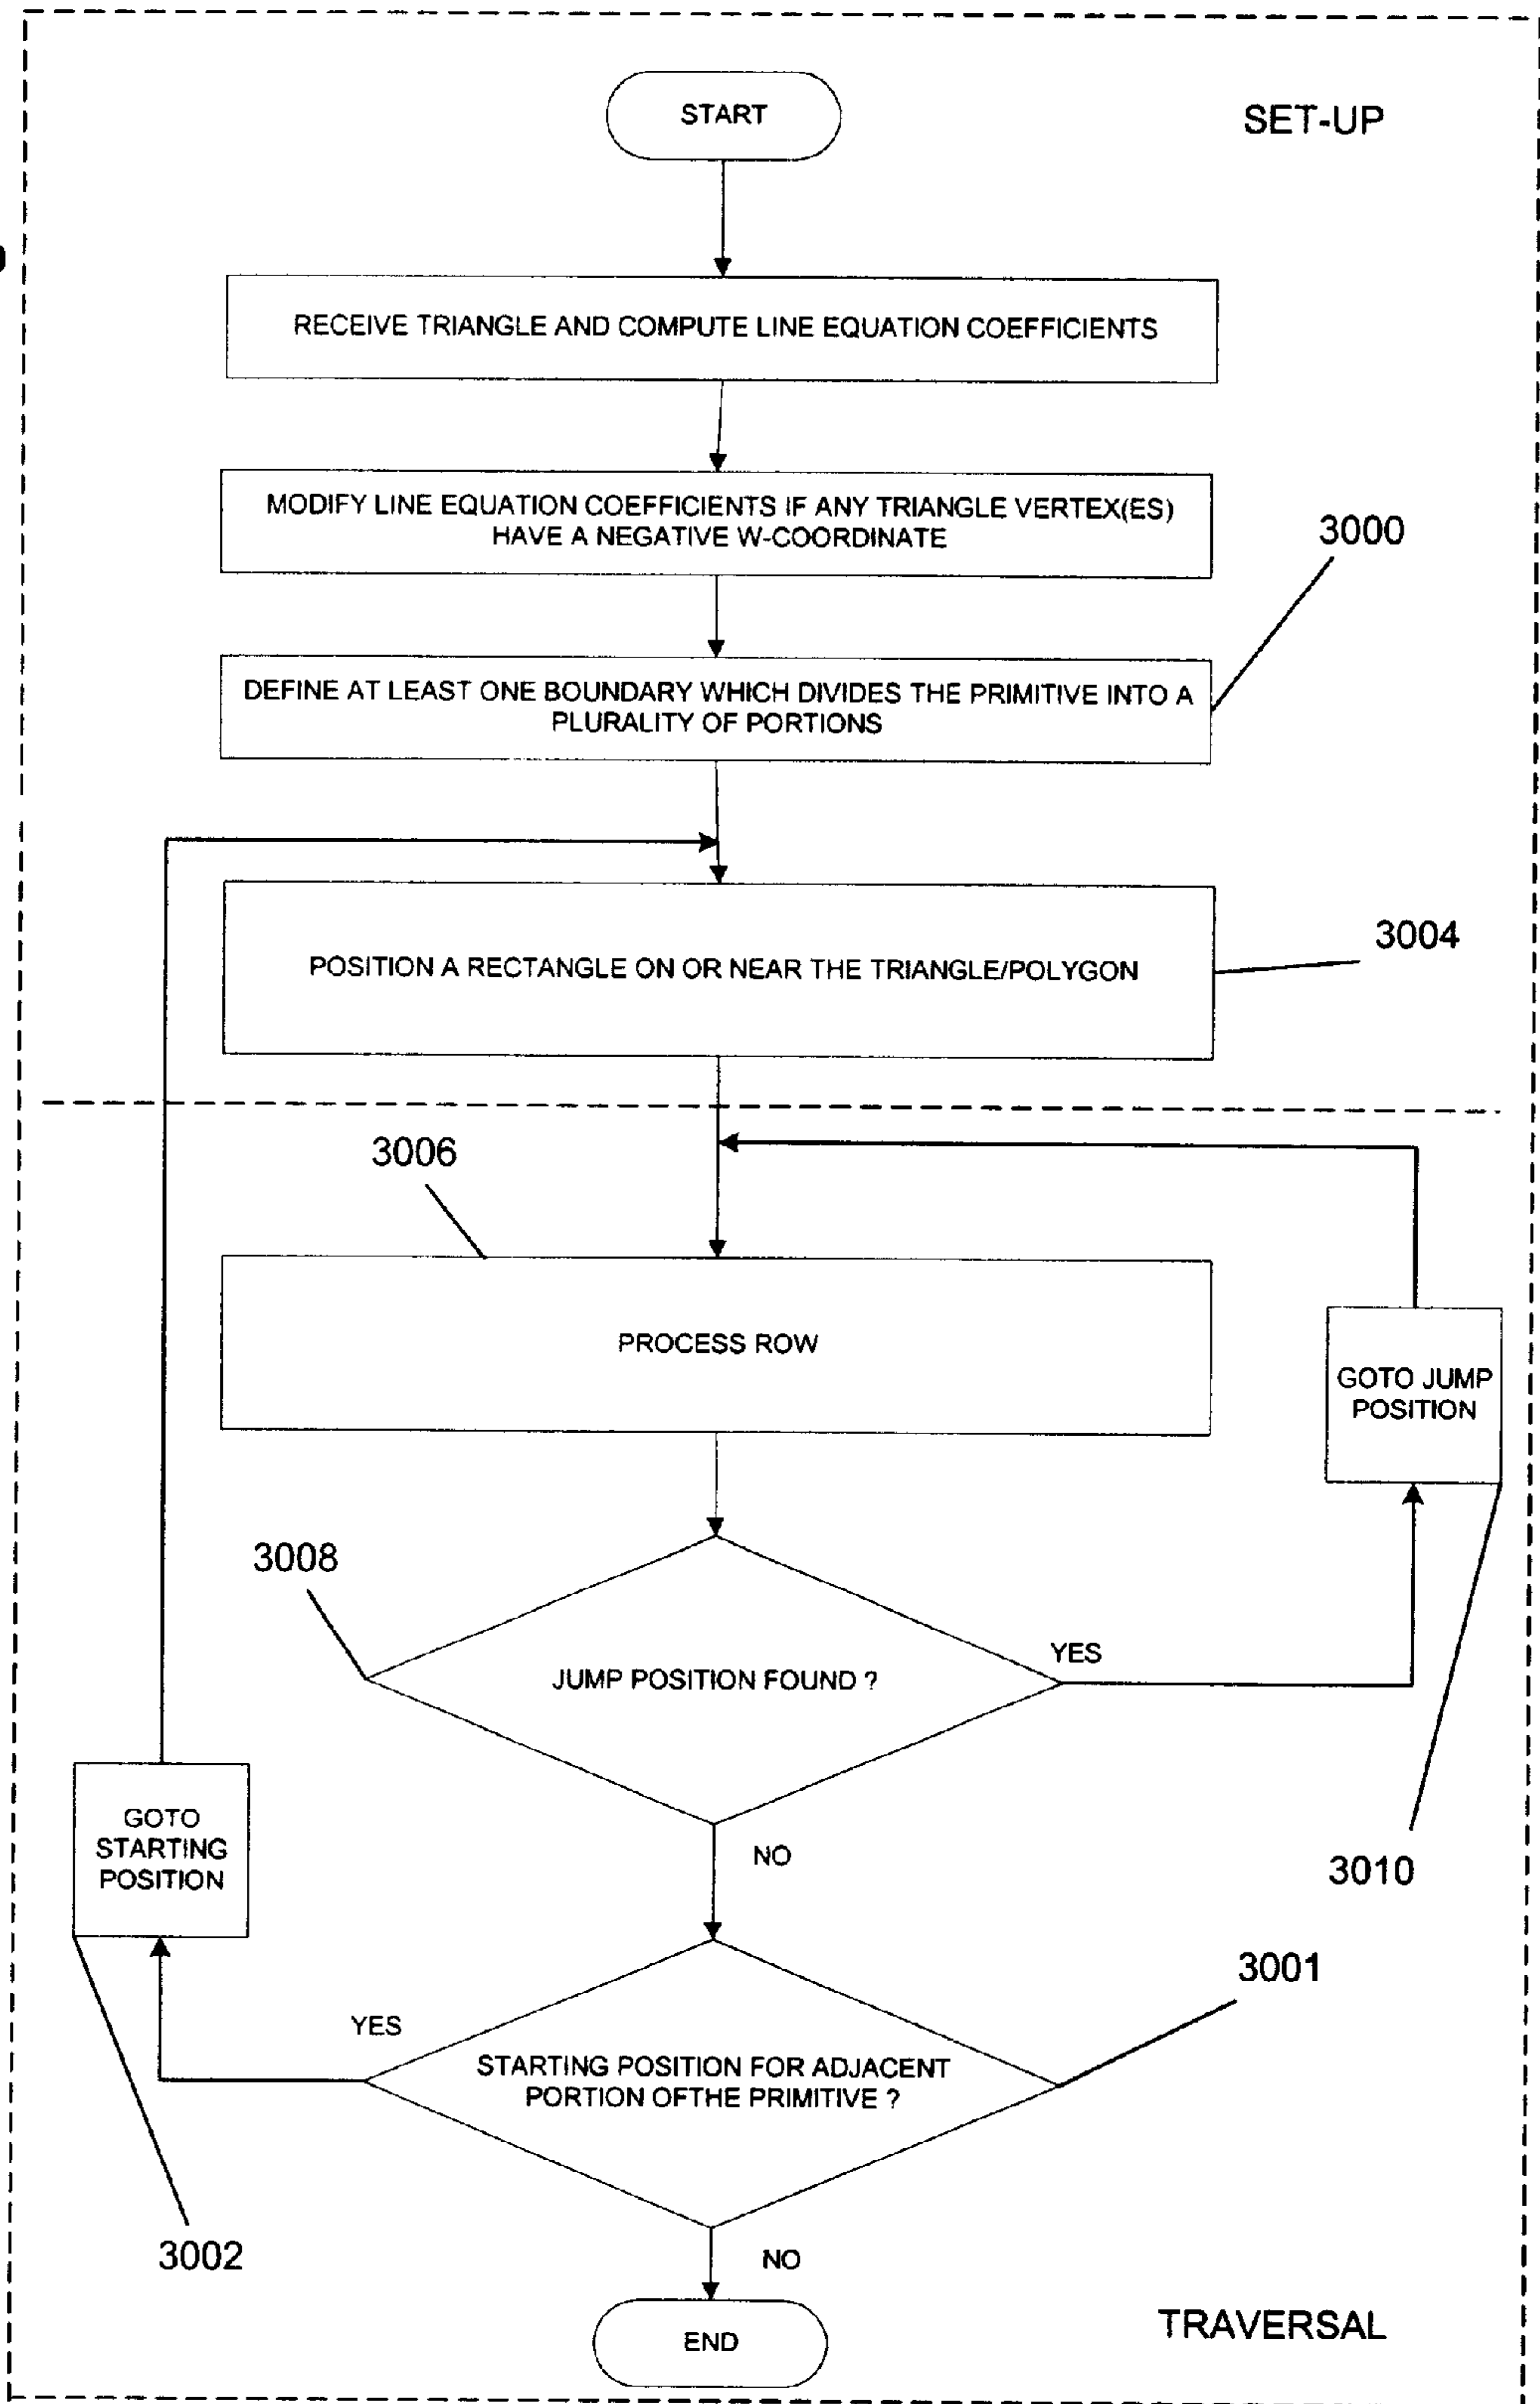 START
SET-UP
RECEIVE TRIANGLE AND COMPUTE LINE EQUATION COEFFICIENTS
MODIFY LINE EQUATION COEFFICIENTS IF ANY TRIANGLE VERTEX(ES)
HAVE A NEGATIVE W-COORDINATE
3000
DEFINE AT LEAST ONE BOUNDARY WHICH DIVIDES THE PRIMITIVE INTO A
PLURALITY OF PORTIONS
3004
POSITION A RECTANGLE ON OR NEAR THE TRIANGLE/POLYGON
3006
PROCESS ROW
GOTO JUMP
POSITION
3008
YES
JUMP POSITION FOUND ?
GOTO
STARTING
POSITION
NO
3010
3001
YES
STARTING POSITION FOR ADJACENT
PORTION OFTHE PRIMITIVE ?
3002
NO
TRAVERSAL
END